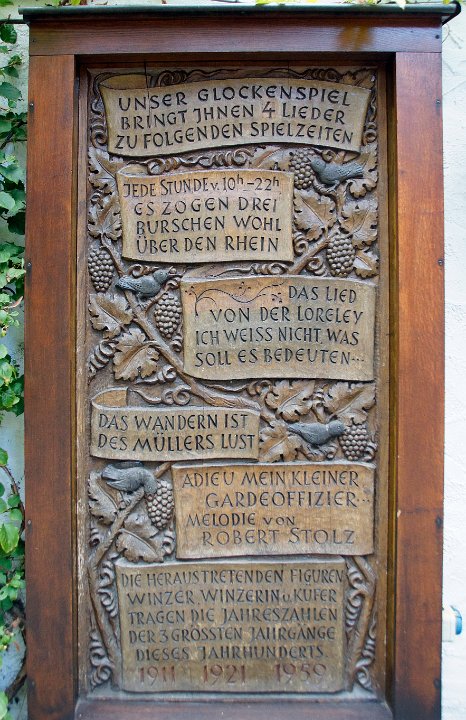 UNSER GLOCKENSPIEL
BRINGT JHNEN 4 LIEDER
ZU FOLGENDEN SPIELZEITEN
JEDE STUNDE v. 10h-22h
ES ZOGEN DREI
BURSCHEN WOHL
ÜBER DEN RHEIN
DAS LIED
VON DER LORELEY
ICH WEISS NICHT, WAS
SOLL ES BEDEUTEN...
DAS WANDERN IST
DES MÜLLERS LUST
ADIEU MEIN KLEINER
GARDEOFFIZIER...
MELODIE VON
ROBERT STOLZ
DIE HERAUSTRETENDEN FIGUREN
WINZER, WINZERIN u. KÜFER
TRAGEN DIE JAHRESZAHLEN
DER 3 GRÖSSTEN JAHRGÄNGE
DIESES JAHRHUNDERTS.
1911 1921 1959